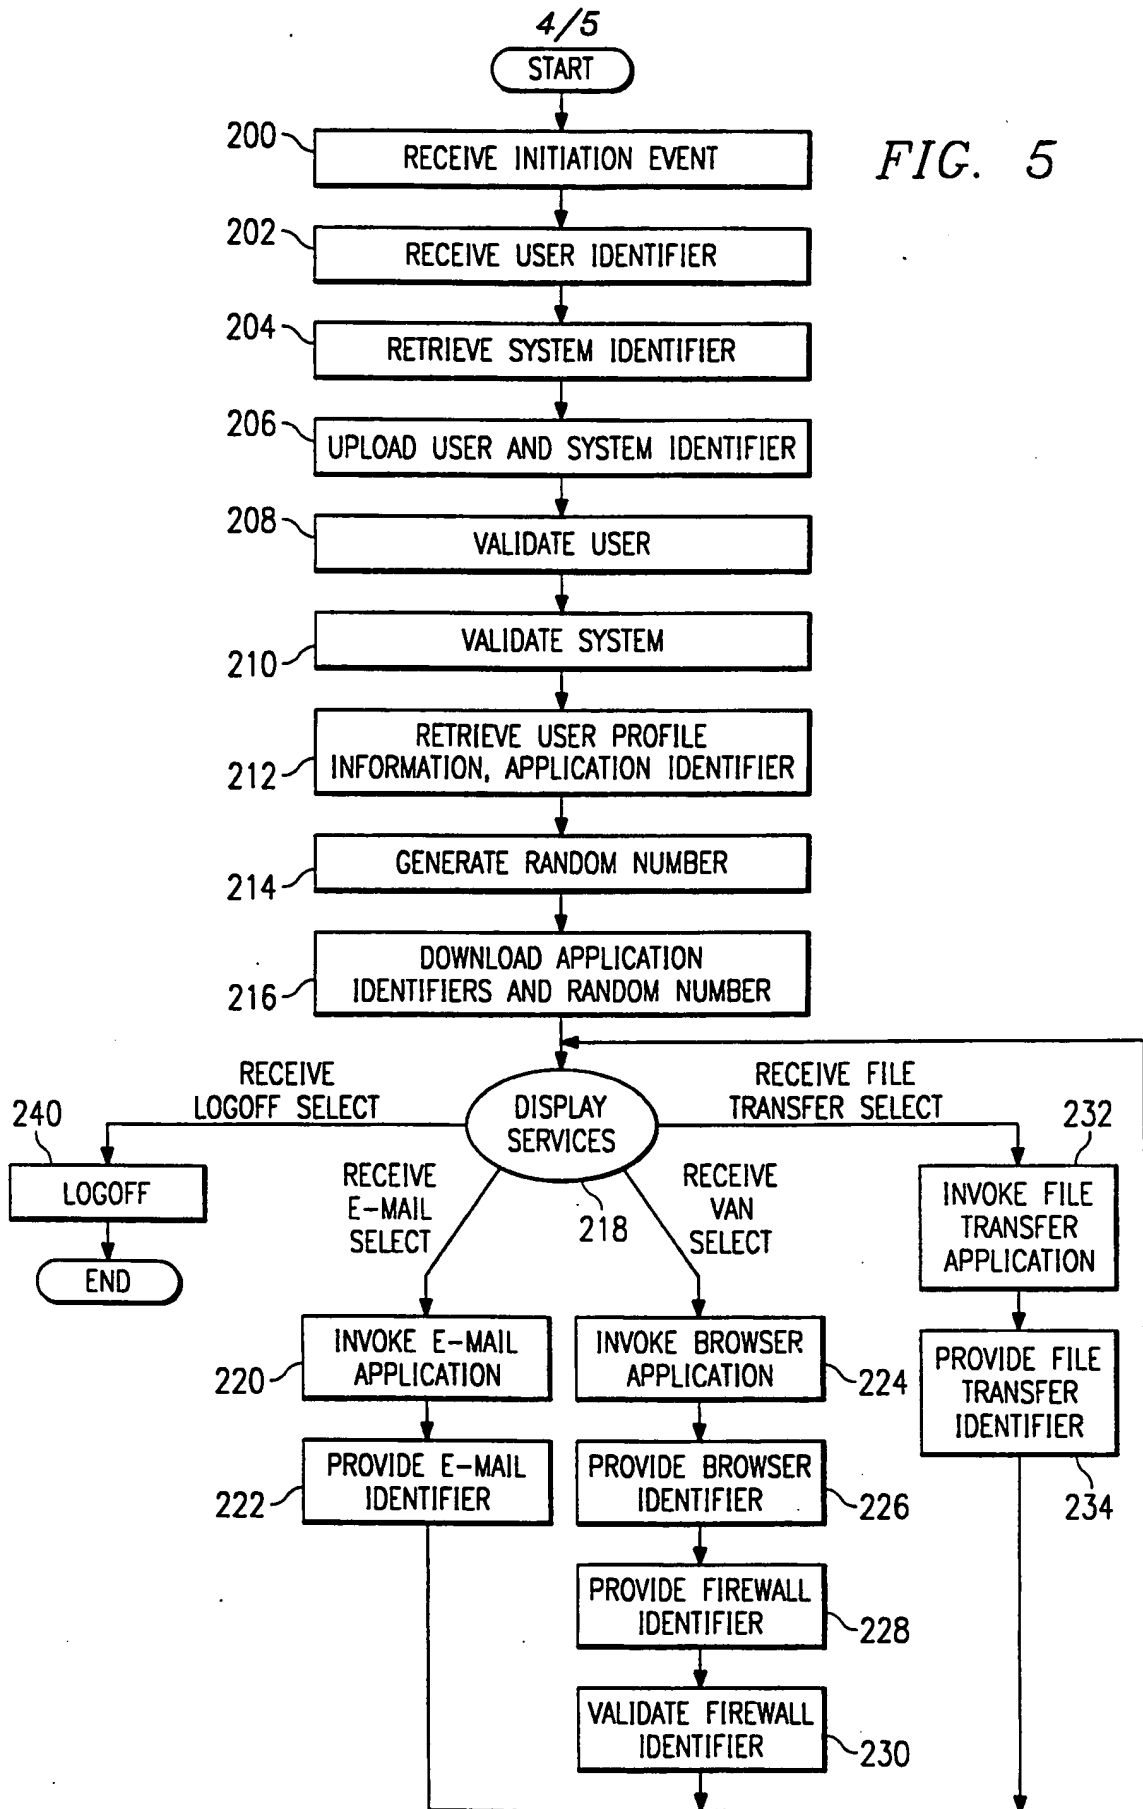 4/5
START
FIG. 5
200
RECEIVE INITIATION EVENT
202
RECEIVE USER IDENTIFIER
204
RETRIEVE SYSTEM IDENTIFIER
206
UPLOAD USER AND SYSTEM IDENTIFIER
208
VALIDATE USER
VALIDATE SYSTEM
210
RETRIEVE USER PROFILE
INFORMATION, APPLICATION IDENTIFIER
212
GENERATE RANDOM NUMBER
214
DOWNLOAD APPLICATION
IDENTIFIERS AND RANDOM NUMBER
216
RECEIVE
LOGOFF SELECT
DISPLAY
SERVICES
218
RECEIVE FILE
TRANSFER SELECT
240
LOGOFF
END
RECEIVE
E-MAIL
SELECT
RECEIVE
VAN
SELECT
232
INVOKE FILE
TRANSFER
APPLICATION
INVOKE E-MAIL
APPLICATION
220
INVOKE BROWSER
APPLICATION
224
PROVIDE FILE
TRANSFER
IDENTIFIER
234
PROVIDE E-MAIL
IDENTIFIER
222
PROVIDE BROWSER
IDENTIFIER
226
PROVIDE FIREWALL
IDENTIFIER
228
VALIDATE FIREWALL
IDENTIFIER
230